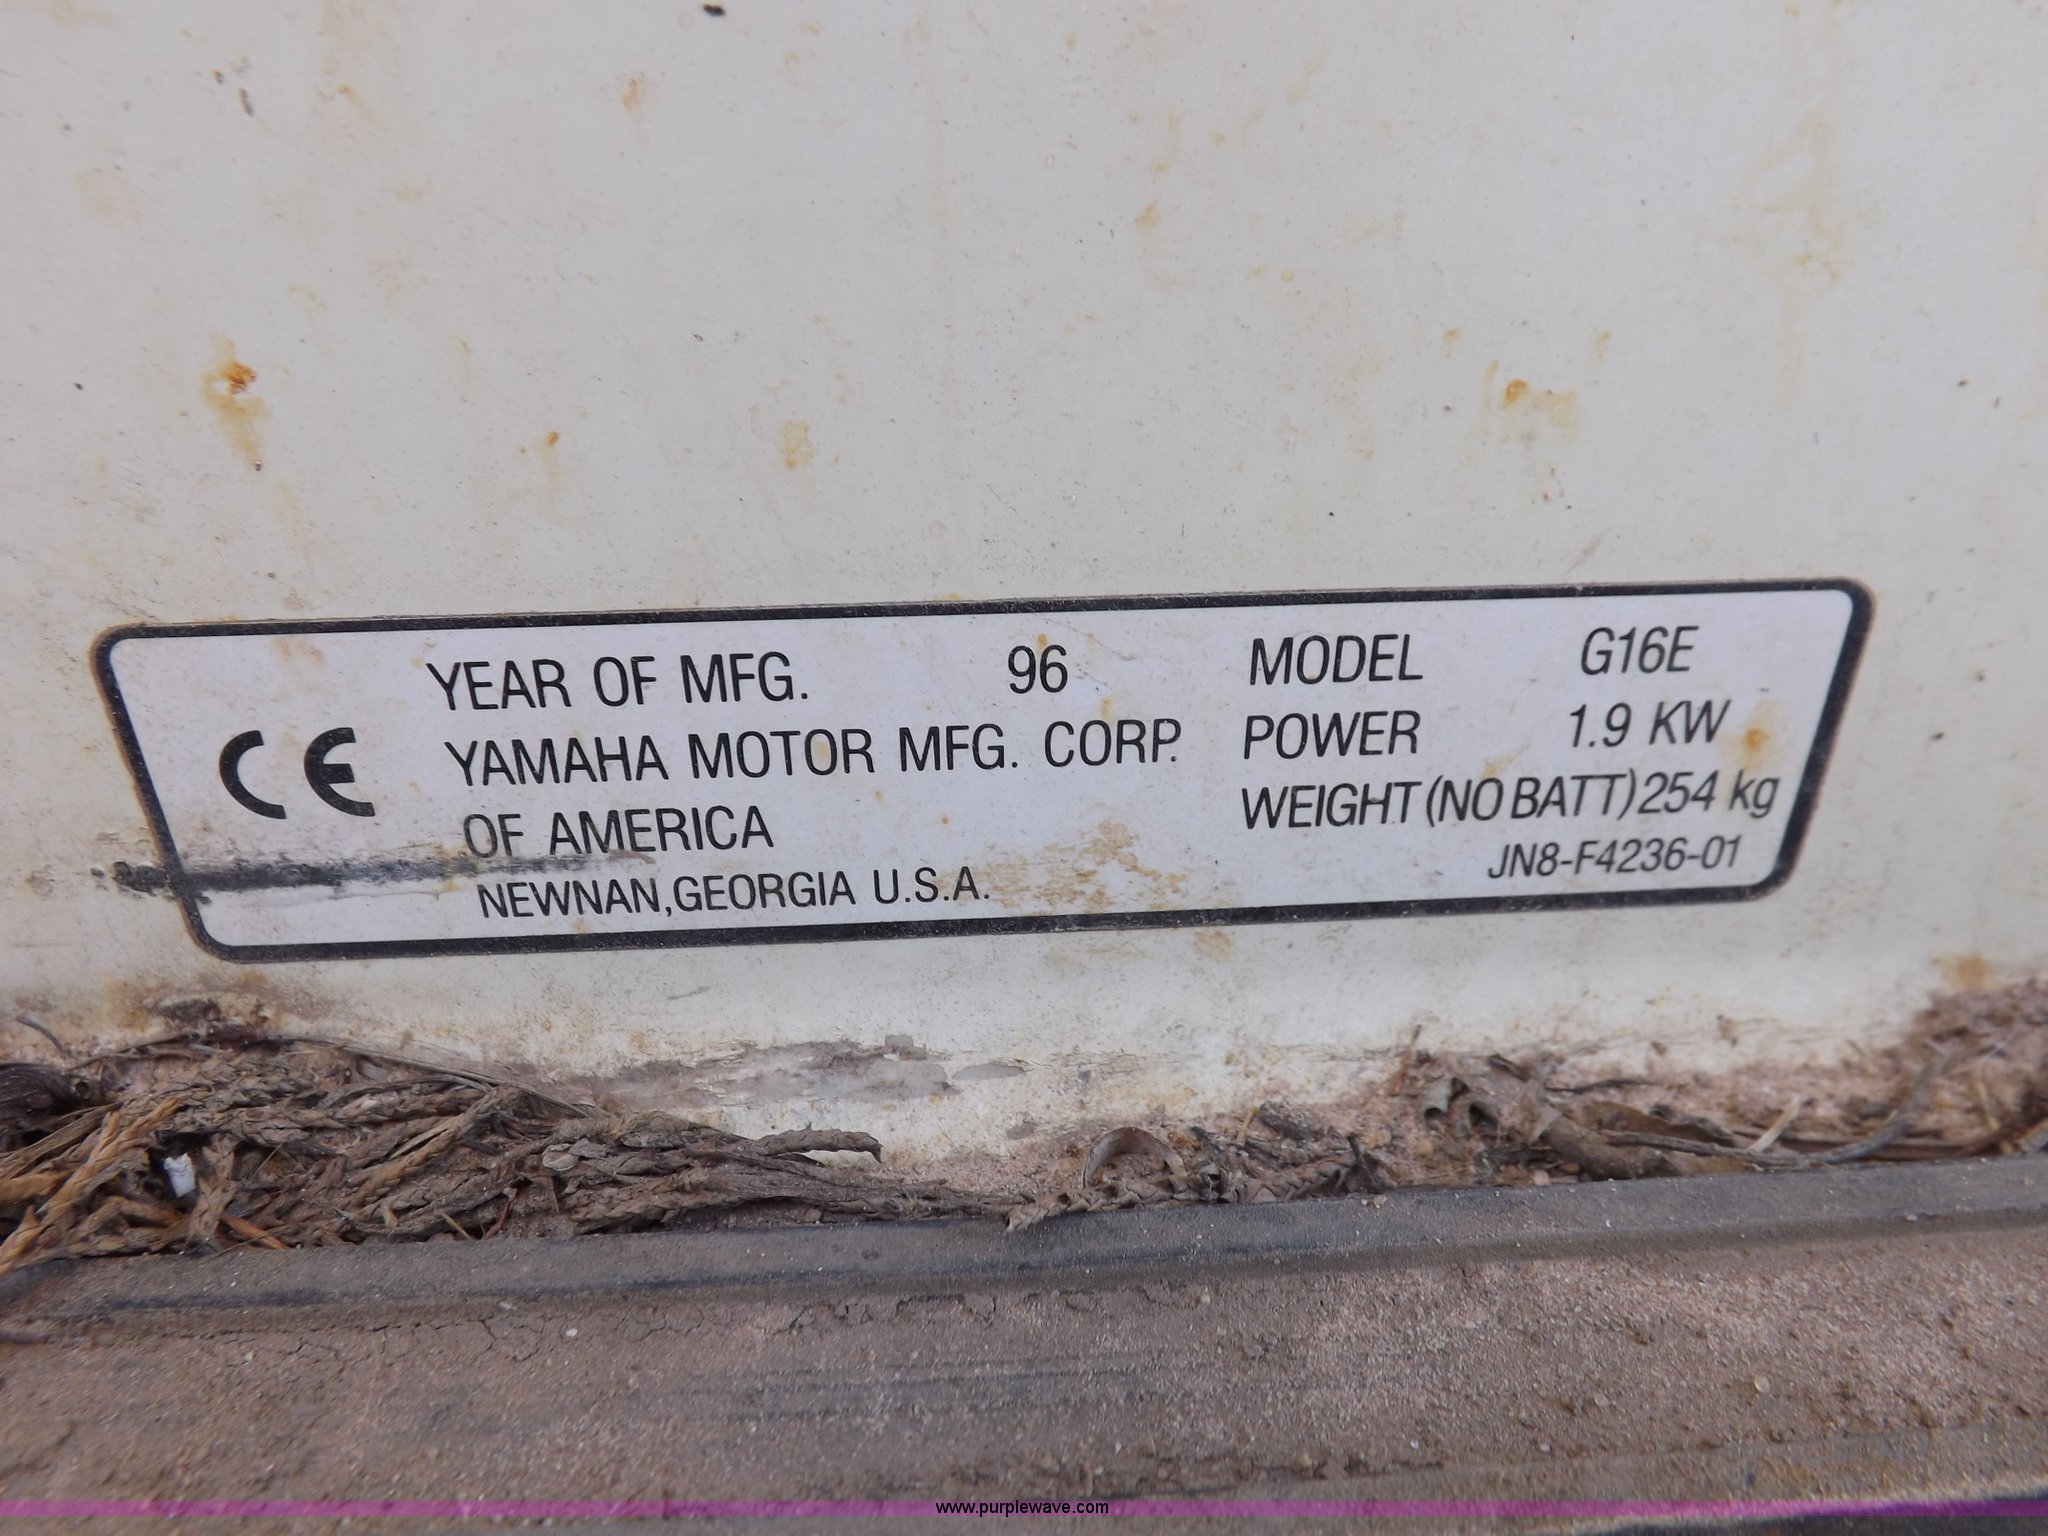 CE
YEAR OF MFG. 96
YAMAHA MOTOR MFG. CORP.
OF AMERICA
NEWNAN,GEORGIA U.S.A.
MODEL G16E
POWER 1.9 KW
WEIGHT (NO BATT) 254 kg
JN8-F4236-01
www.purplewave.com